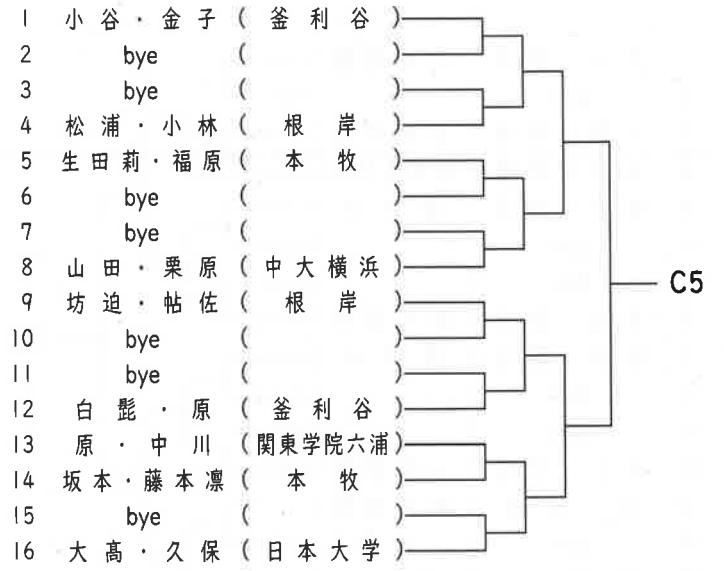 1 小谷・金子 ( 釜利谷 )
2 bye ( )
3 bye ( )
4 松浦・小林 ( 根岸 )
5 生田莉・福原 ( 本牧 )
6 bye ( )
7 bye ( )
8 山田・栗原 ( 中大横浜 )
C5
9 坊迫・帖佐 ( 根岸 )
10 bye ( )
11 bye ( )
12 白髭・原 ( 釜利谷 )
13 原・中川 ( 関東学院六浦 )
14 坂本・藤本凛 ( 本牧 )
15 bye ( )
16 大髙・久保 ( 日本大学 )